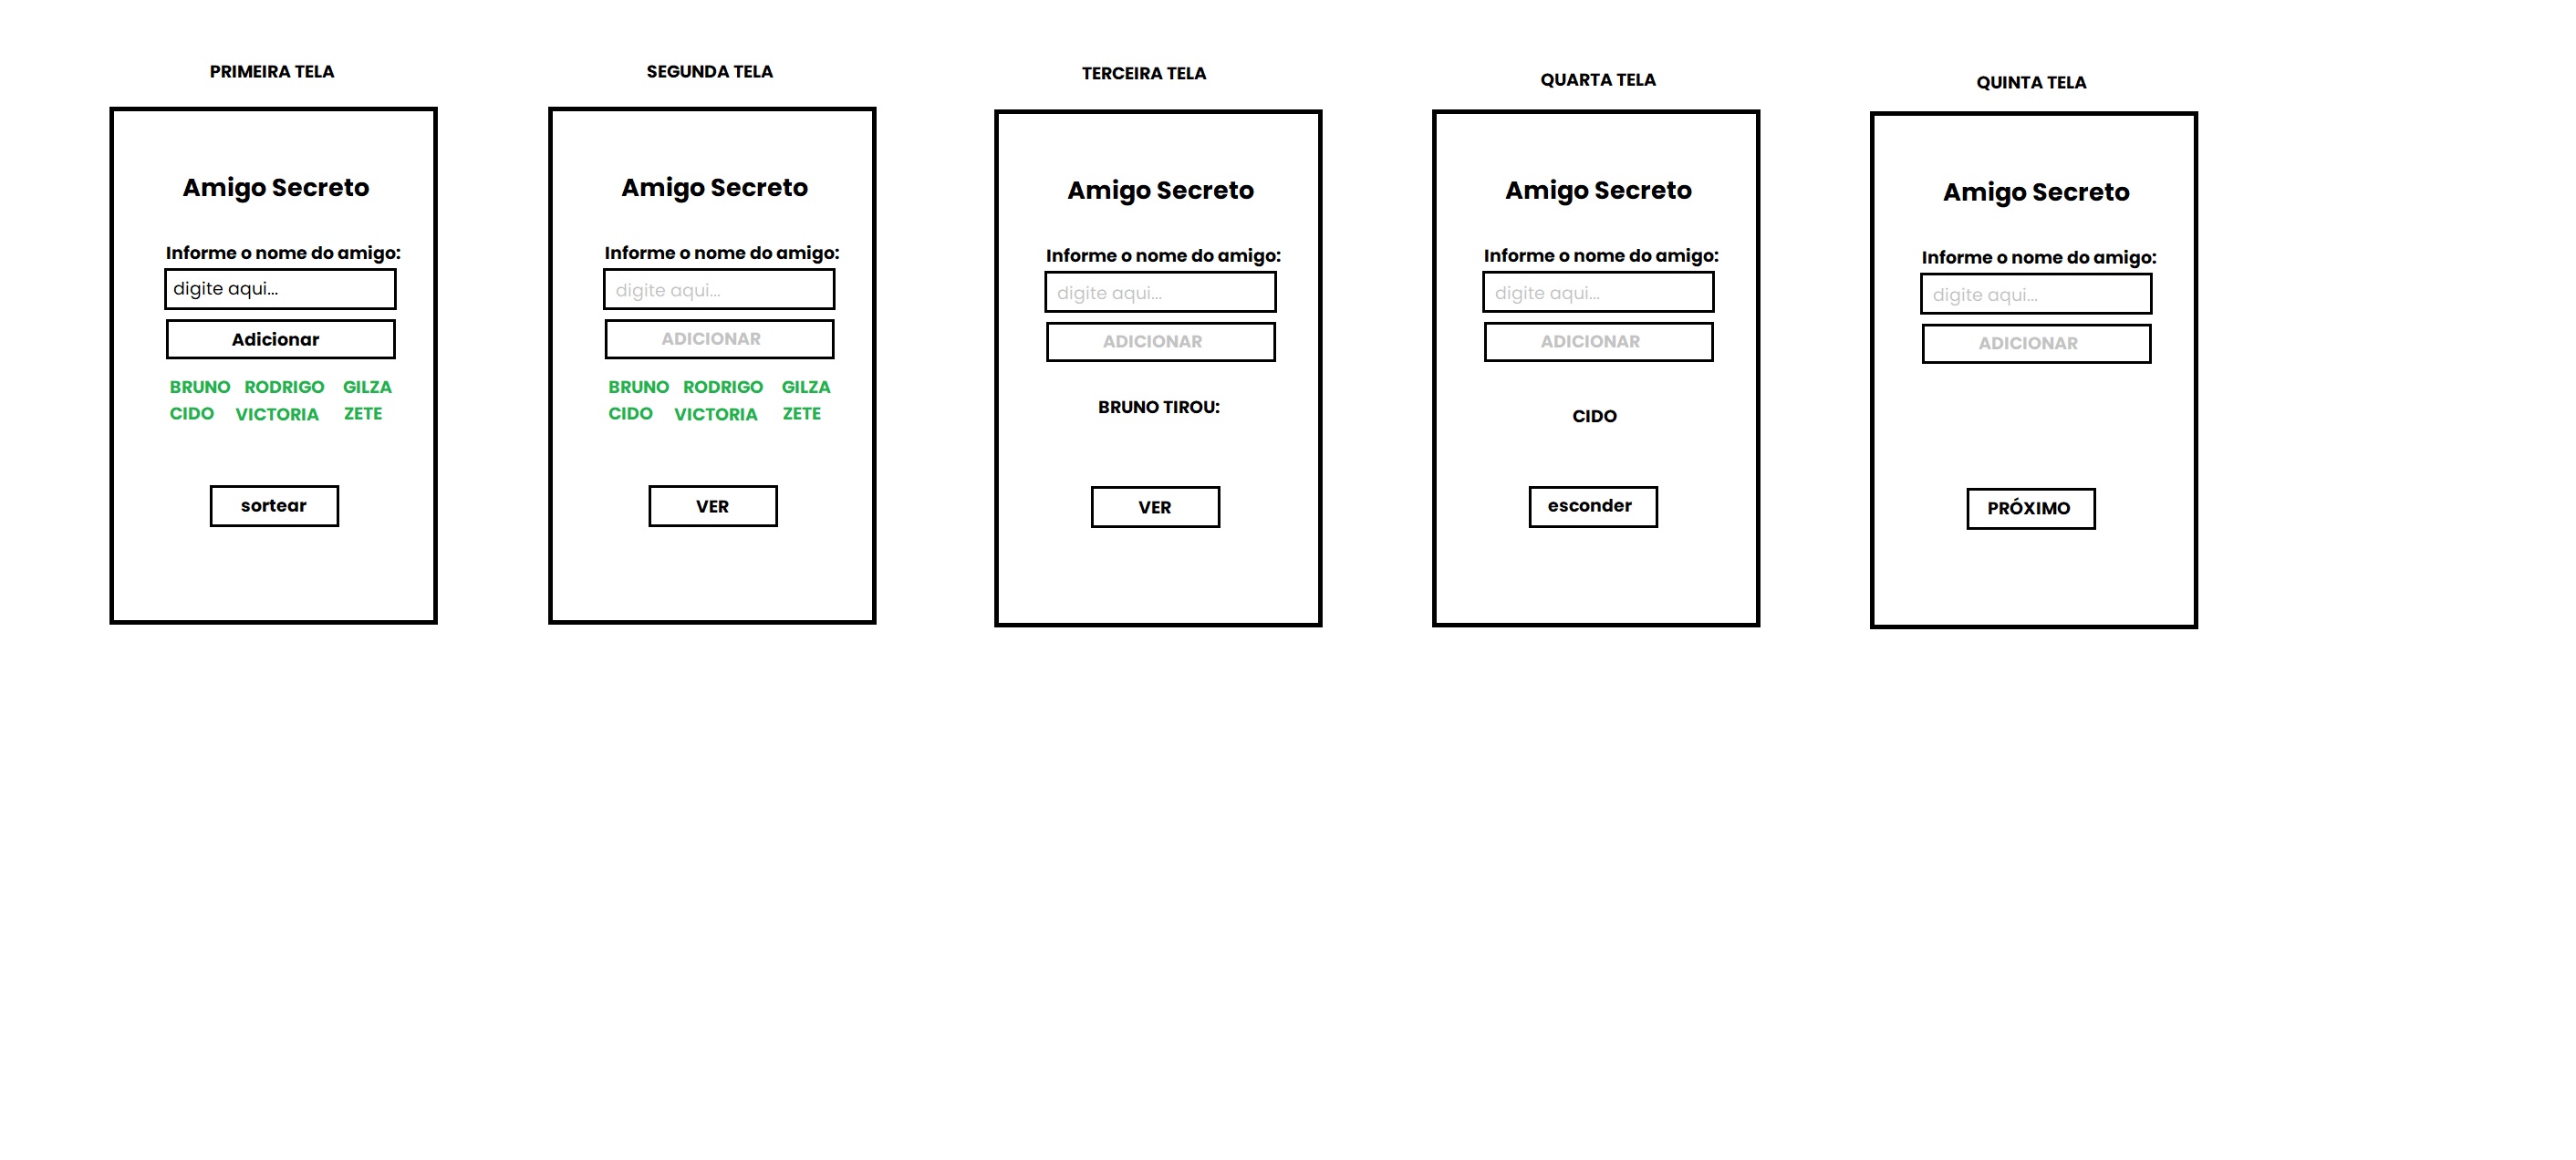 PRIMEIRA TELA
Amigo Secreto
Informe o nome do amigo:
digite aqui...
Adicionar
BRUNO RODRIGO GILZA
CIDO VICTORIA ZETE
sortear
SEGUNDA TELA
Amigo Secreto
Informe o nome do amigo:
digite aqui...
ADICIONAR
BRUNO RODRIGO GILZA
CIDO VICTORIA ZETE
VER
TERCEIRA TELA
Amigo Secreto
Informe o nome do amigo:
digite aqui...
ADICIONAR
BRUNO TIROU:
VER
QUARTA TELA
Amigo Secreto
Informe o nome do amigo:
digite aqui...
ADICIONAR
CIDO
esconder
QUINTA TELA
Amigo Secreto
Informe o nome do amigo:
digite aqui...
ADICIONAR
PRÓXIMO